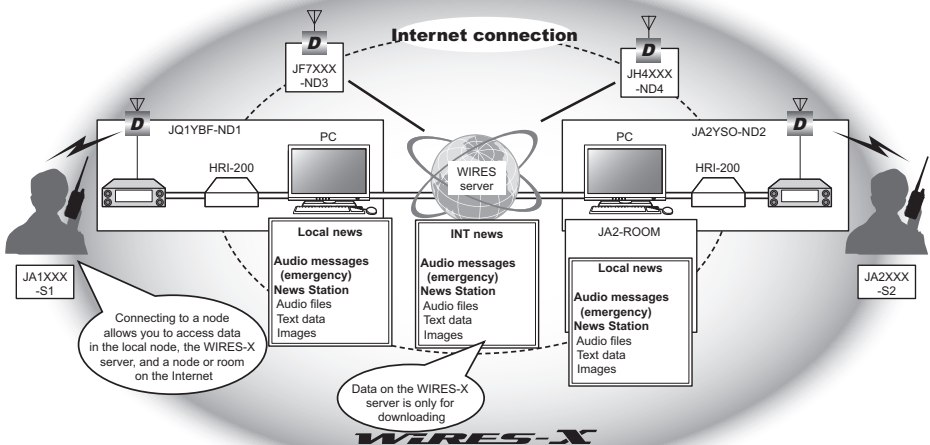 Internet connection
D
JF7XXX
-ND3
D
JH4XXX
-ND4
D
JQ1YBF-ND1
PC
HRI-200
WIRES
server
PC
JA2YSO-ND2
HRI-200
D
JA1XXX
-S1
JA2XXX
-S2
Local news
Audio messages
(emergency)
News Station
Audio files
Text data
Images
INT news
Audio messages
(emergency)
News Station
Audio files
Text data
Images
JA2-ROOM
Local news
Audio messages
(emergency)
News Station
Audio files
Text data
Images
Connecting to a node
allows you to access data
in the local node, the WIRES-X
server, and a node or room
on the Internet
Data on the WIRES-X
server is only for
downloading
WIRES-X